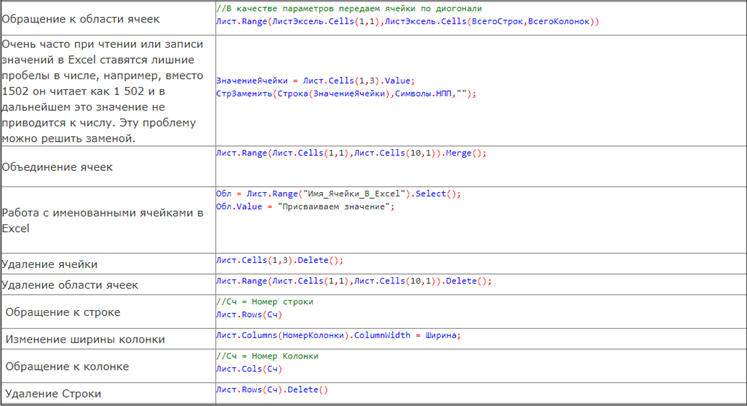 Обращение к области ячеек
//В качестве параметров передаем ячейки по диогонали
Лист.Range(ЛистЭксель.Cells(1,1),ЛистЭксель.Cells(ВсегоСтрок,ВсегоКолонок))
Очень часто при чтении или записи
значений в Excel ставятся лишние
пробелы в числе, например, вместо
1502 он читает как 1 502 и в
дальнейшем это значение не
приводится к числу. Эту проблему
можно решить заменой.
ЗначениеЯчейки = Лист.Cells(1,3).Value;
СтрЗаменить(Строка(ЗначениеЯчейки),Символы.НПП,"");
Объединение ячеек
Лист.Range(Лист.Cells(1,1),Лист.Cells(10,1)).Merge();
Работа с именованными ячейками в
Excel
Обл = Лист.Range("Имя_Ячейки_В_Excel").Select();
Обл.Value = "Присваиваем значение";
Удаление ячейки
Лист.Cells(1,3).Delete();
Удаление области ячеек
Лист.Range(Лист.Cells(1,1),Лист.Cells(10,1)).Delete();
Обращение к строке
//Сч = Номер строки
Лист.Rows(Сч)
Изменение ширины колонки
Лист.Columns(НомерКолонки).ColumnWidth = Ширина;
Обращение к колонке
//Сч = Номер Колонки
Лист.Cols(Сч)
Удаление Строки
Лист.Rows(Сч).Delete()